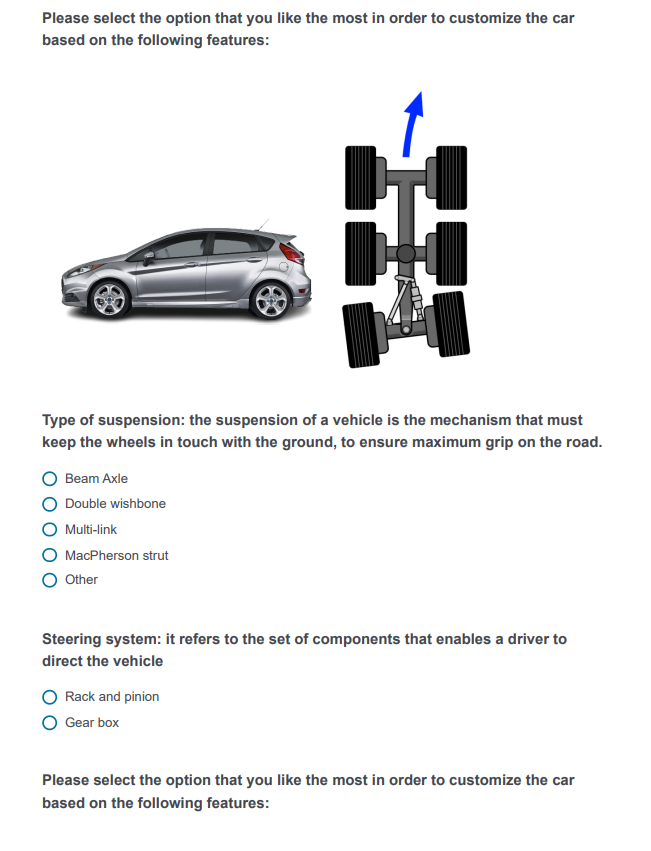 Please select the option that you like the most in order to customize the car
based on the following features:
Type of suspension: the suspension of a vehicle is the mechanism that must
keep the wheels in touch with the ground, to ensure maximum grip on the road.
Beam Axle
Double wishbone
Multi-link
MacPherson strut
Other
Steering system: it refers to the set of components that enables a driver to
direct the vehicle
Rack and pinion
Gear box
Please select the option that you like the most in order to customize the car
based on the following features: